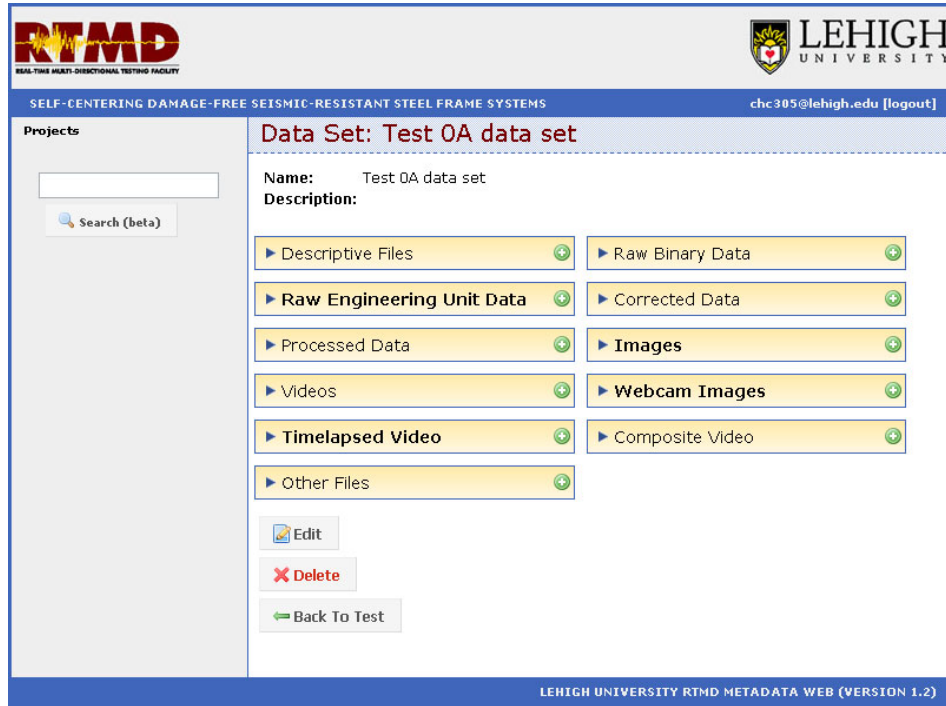 RTMD
REAL-TIME MULTI-DIRECTIONAL TESTING FACILITY
LEHIGH
UNIVERSITY
SELF-CENTERING DAMAGE-FREE SEISMIC-RESISTANT STEEL FRAME SYSTEMS
chc305@lehigh.edu [logout]
Projects
Search (beta)
Data Set: Test 0A data set
Name: Test 0A data set
Description:
Descriptive Files
Raw Binary Data
Raw Engineering Unit Data
Corrected Data
Processed Data
Images
Videos
Webcam Images
Timelapsed Video
Composite Video
Other Files
Edit
Delete
Back To Test
LEHIGH UNIVERSITY RTMD METADATA WEB (VERSION 1.2)